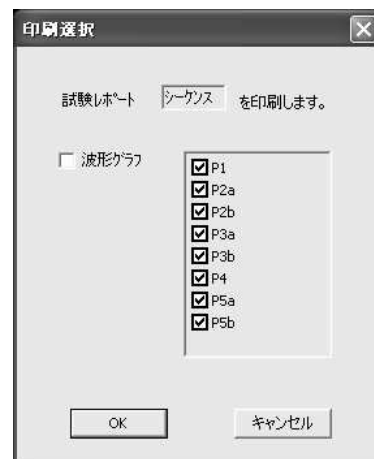 印刷選択
試験ﾚﾎﾟｰﾄ ｼｰｹﾝｽ を印刷します。
波形ｸﾞﾗﾌ
P1
P2a
P2b
P3a
P3b
P4
P5a
P5b
OK ｷｬﾝｾﾙ